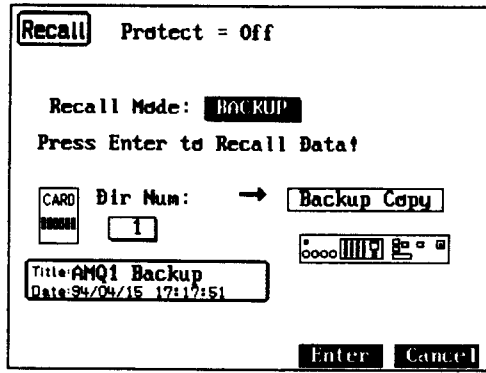 Recall Protect = Off
Recall Mode: BACKUP
Press Enter to Recall Data!
CARD Dir Num: → Backup Copy
1
Title:AMQ1 Backup
Date:94/04/15 17:17:51
Enter Cancel